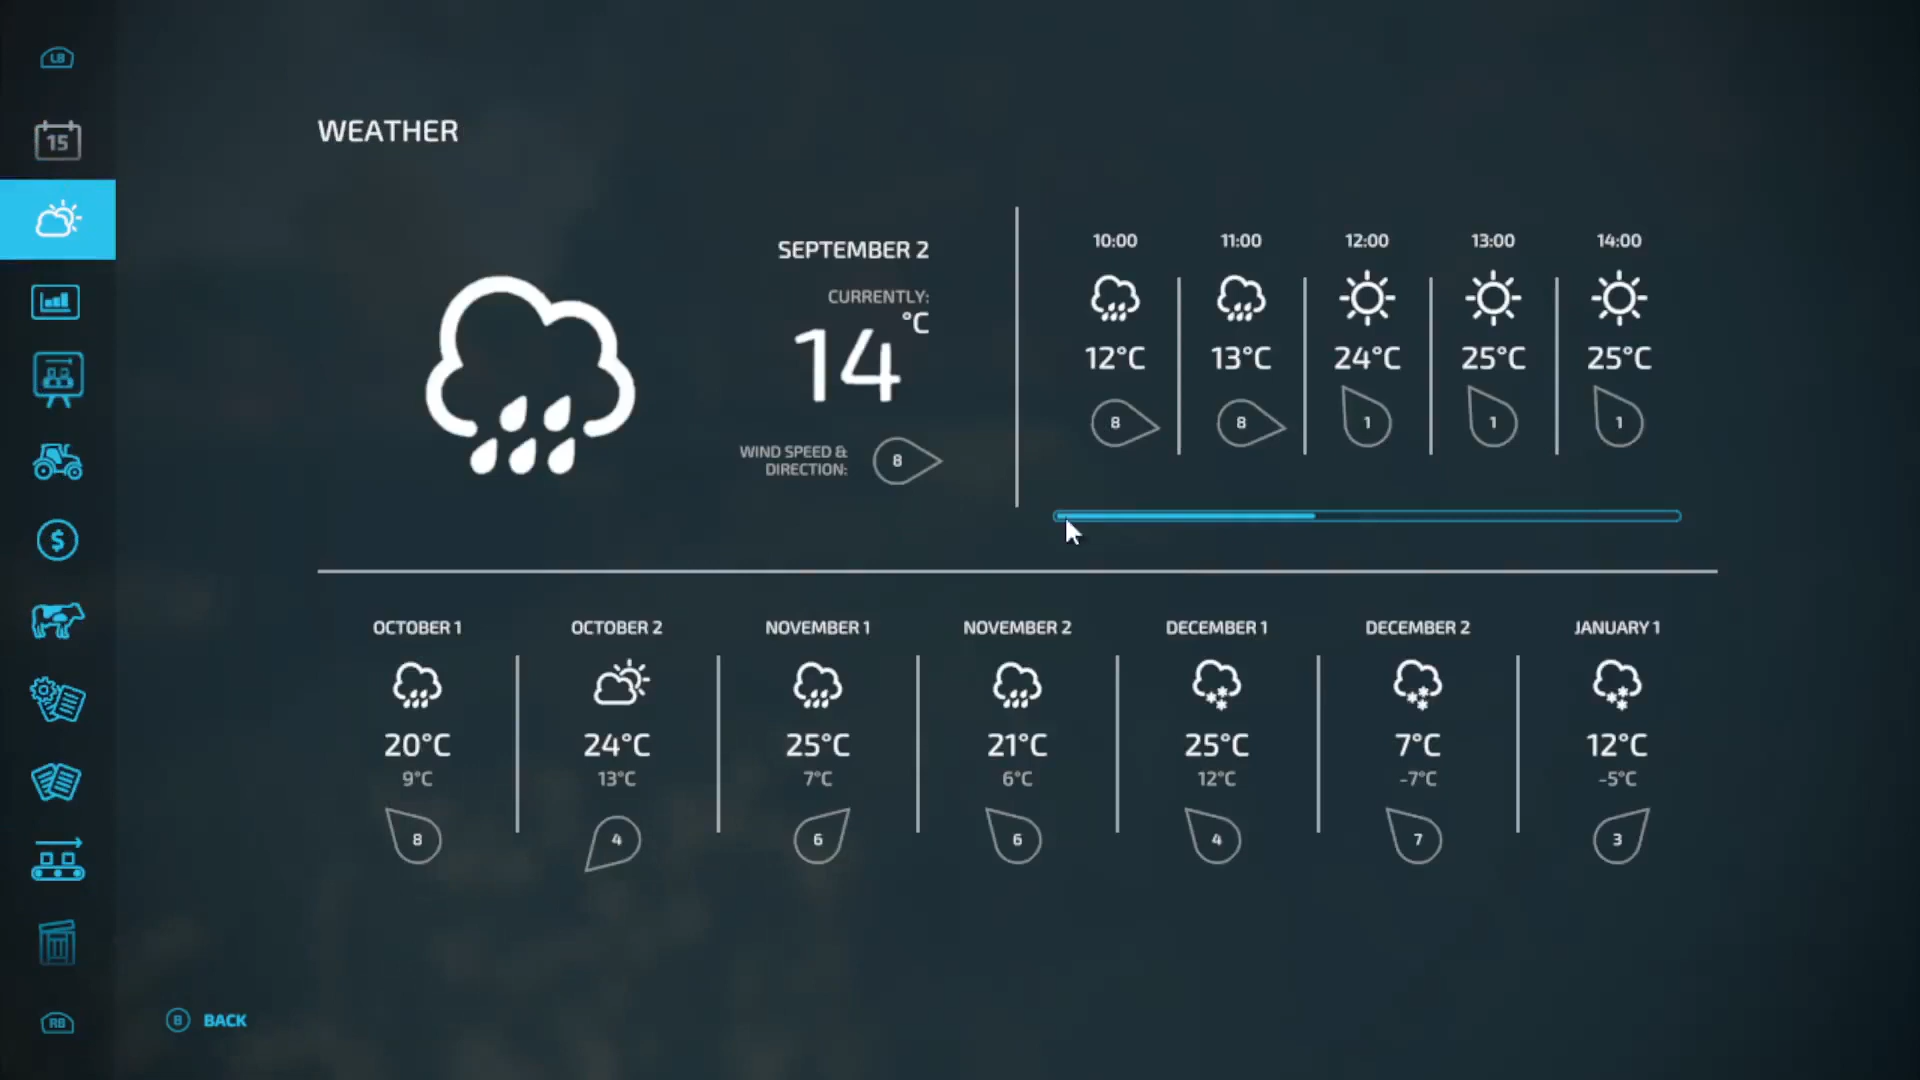 LB
15
WEATHER
SEPTEMBER 2
CURRENTLY:
14 °C
WIND SPEED &
DIRECTION:
8
10:00 11:00 12:00 13:00 14:00
12°C 13°C 24°C 25°C 25°C
8 8 1 1 1
$
OCTOBER 1 OCTOBER 2 NOVEMBER 1 NOVEMBER 2 DECEMBER 1 DECEMBER 2 JANUARY 1
20°C 24°C 25°C 21°C 25°C 7°C 12°C
9°C 13°C 7°C 6°C 12°C -7°C -5°C
8 4 6 6 4 7 3
RB
B BACK